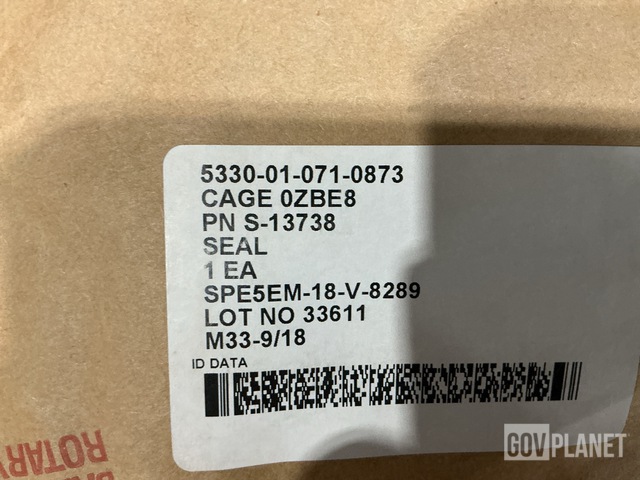 5330-01-071-0873
CAGE 0ZBE8
PN S-13738
SEAL
1 EA
SPE5EM-18-V-8289
LOT NO 33611
M33-9/18
ID DATA
ROTARY
GOVPLANET